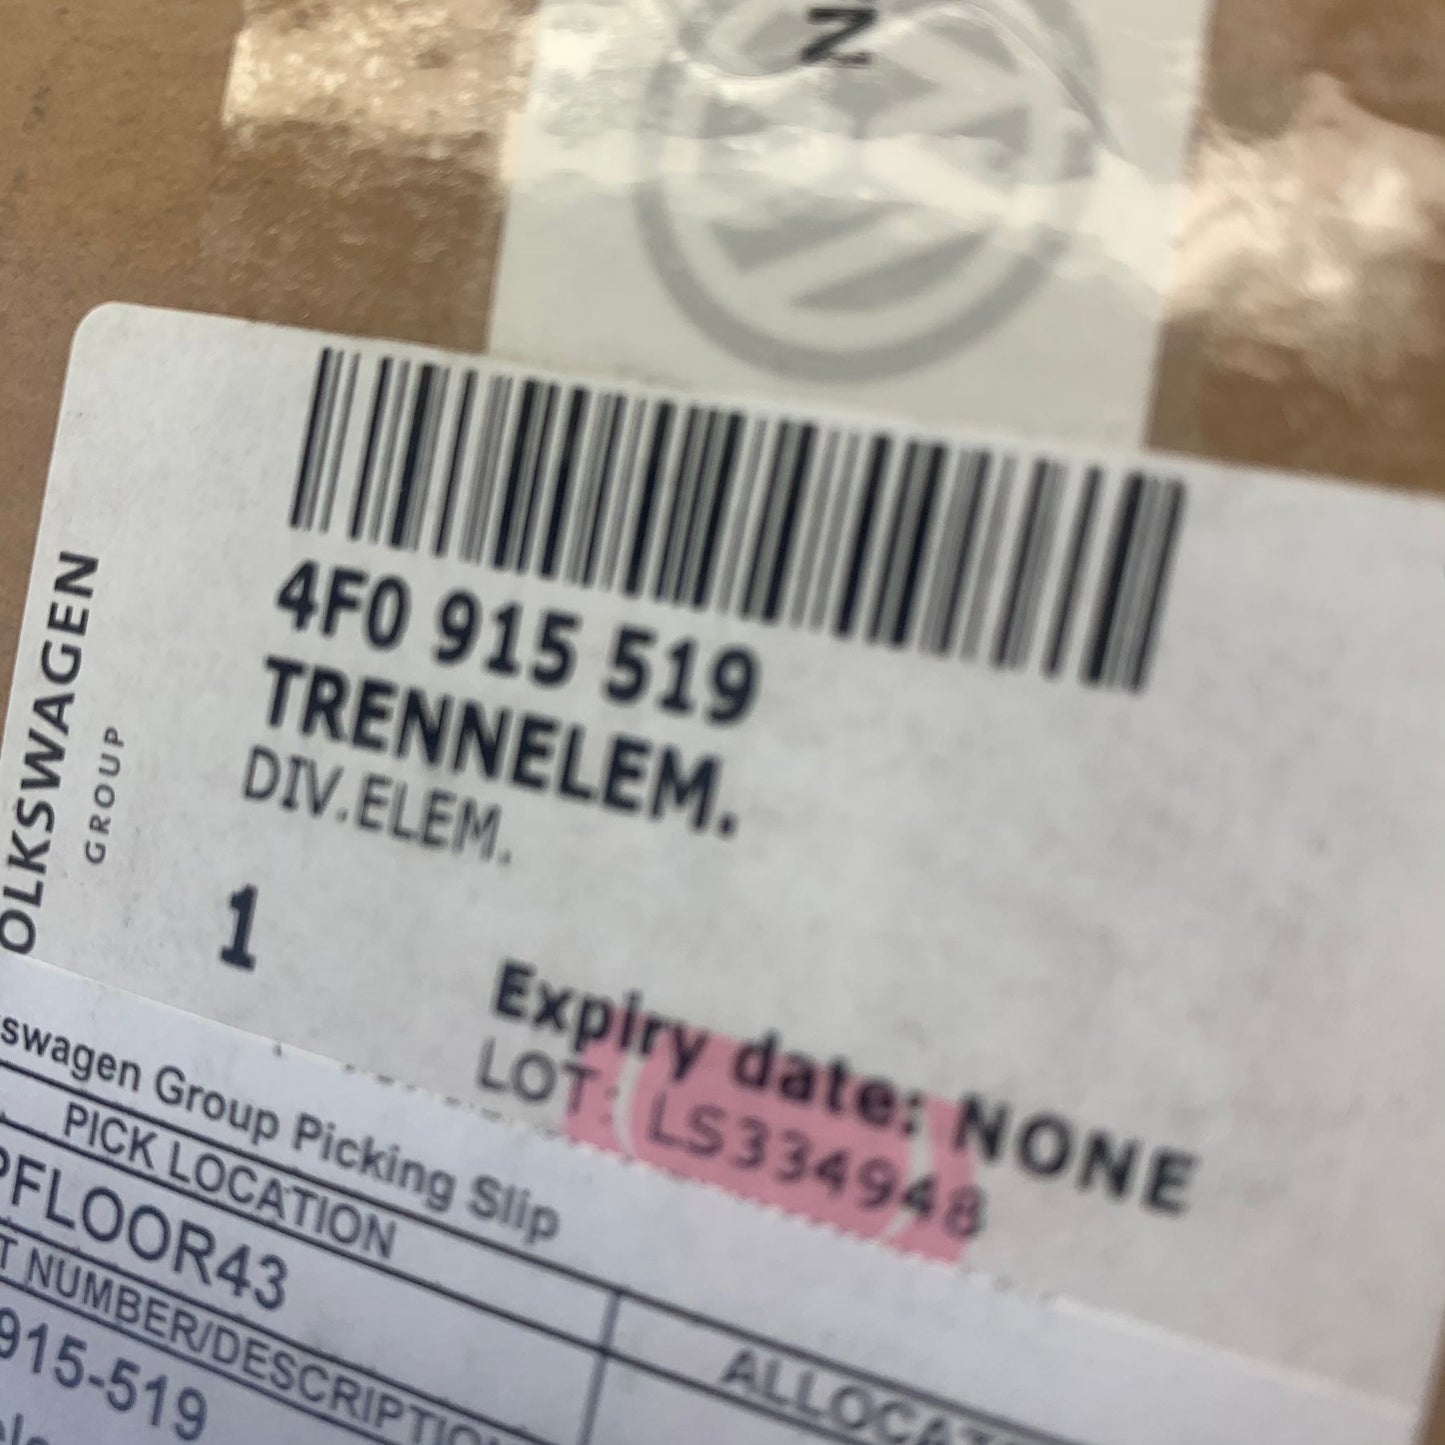 N
4F0 915 519
TRENNELEM.
DIV.ELEM.
1
Expiry date: NONE
LOT: LS334948
OLKSWAGEN
GROUP
swagen Group Picking Slip
PICK LOCATION
PFLOOR43
T NUMBER/DESCRIPTIO
915-519
ALLOCAT